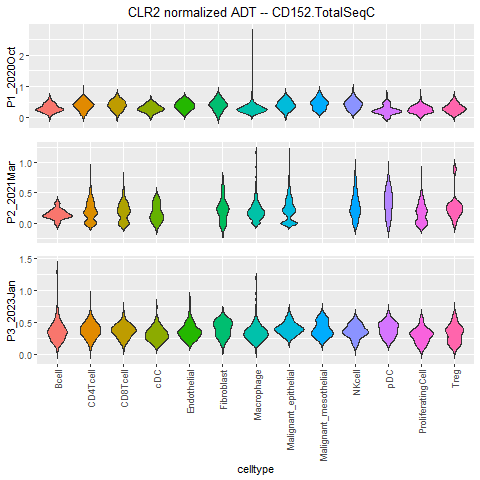 CLR2 normalized ADT -- CD152.TotalSeqC
P1_2020Oct
2
1
0
P2_2021Mar
1.0
0.5
0.0
P3_2023Jan
1.5
1.0
0.5
0.0
Bcell
CD4Tcell
CD8Tcell
cDC
Endothelial
Fibroblast
Macrophage
Malignant_epithelial
Malignant_mesothelial
NKcell
pDC
ProliferatingCell
Treg
celltype